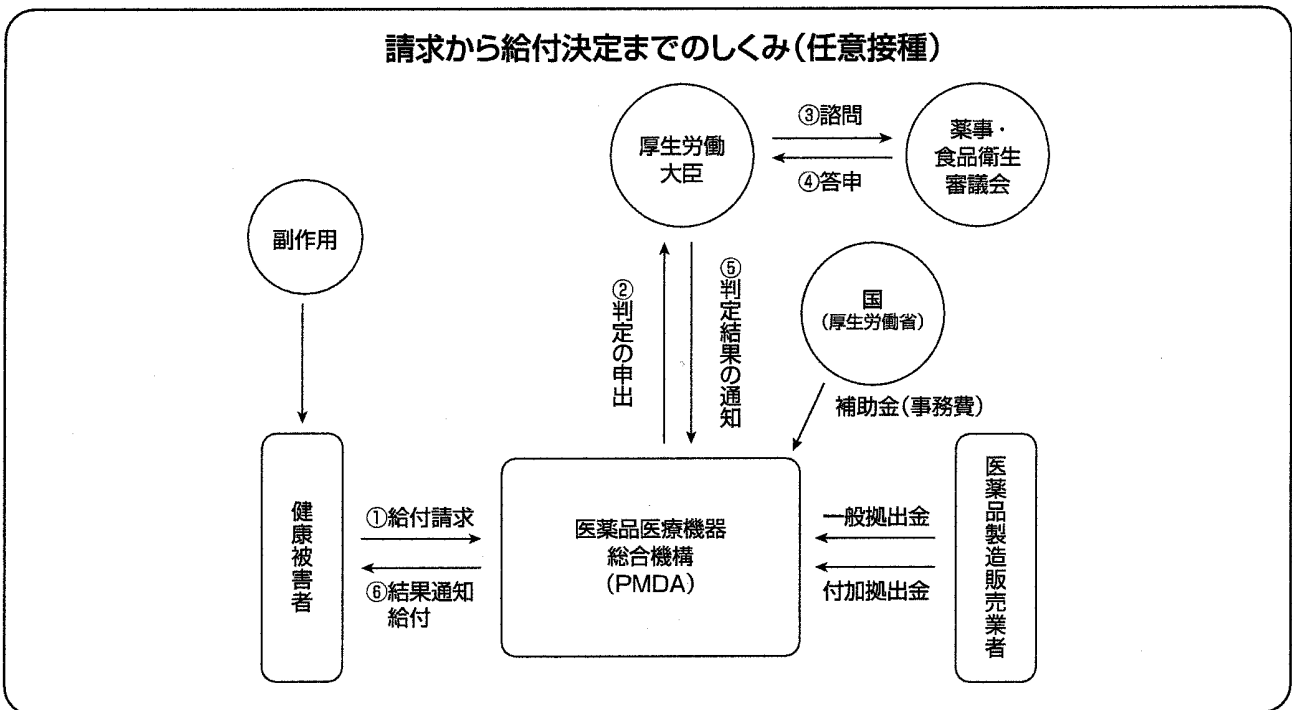 請求から給付決定までのしくみ(任意接種)
厚生労働
大臣
③諮問
④答申
薬事・
食品衛生
審議会
副作用
②判定の申出
⑤判定結果の通知
国
(厚生労働省)
補助金(事務費)
健康被害者
①給付請求
⑥結果通知
給付
医薬品医療機器
総合機構
(PMDA)
一般拠出金
付加拠出金
医薬品製造販売業者